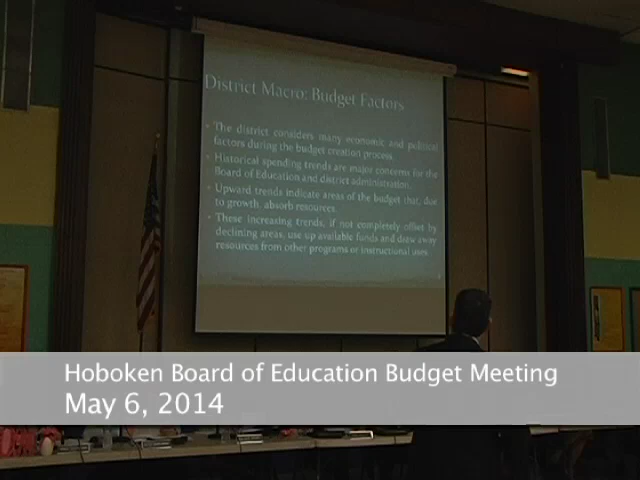 District Macro: Budget Factors
• The district considers many economic and political
factors during the budget creation process.
• Historical spending trends are major concerns for the
Board of Education and district administration.
• Upward trends indicate areas of the budget that, due
to growth, absorb resources.
• These increasing trends, if not completely offset by
declining areas, use up available funds and draw away
resources from other programs or instructional uses.
Hoboken Board of Education Budget Meeting
May 6, 2014